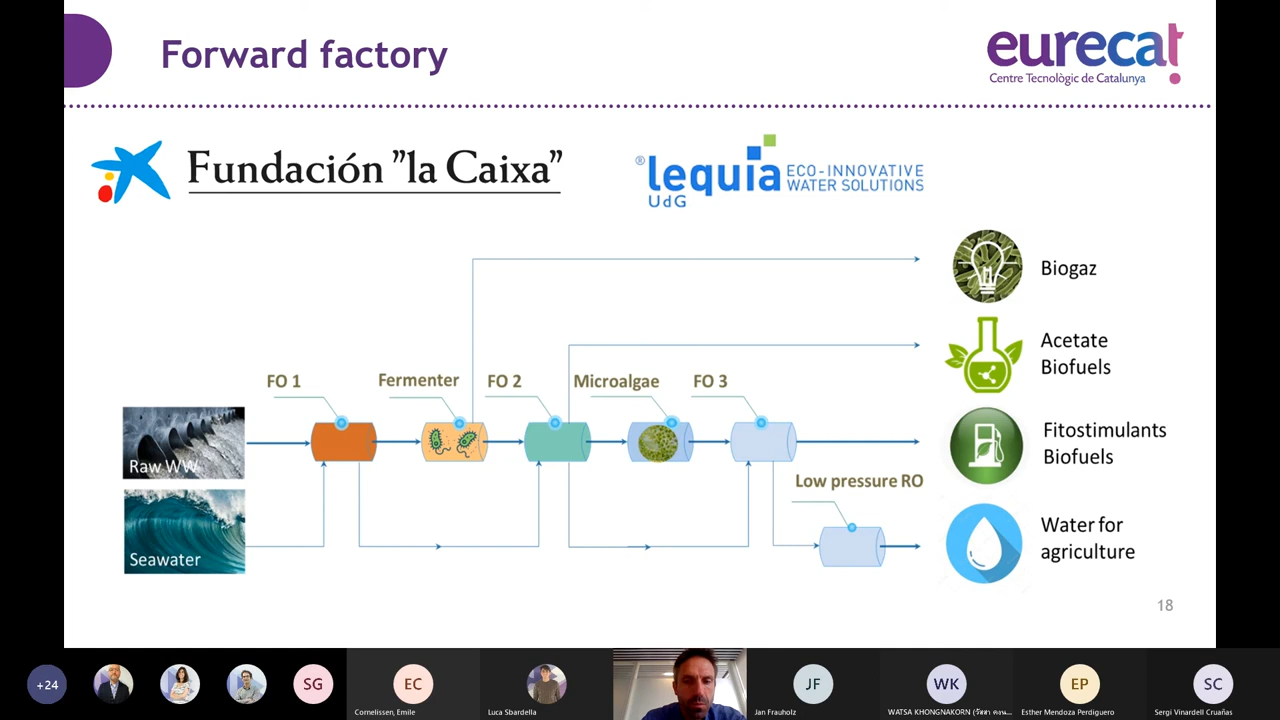 Forward factory
eurecat
Centre Tecnològic de Catalunya
Fundación "la Caixa"
® lequia
UdG
ECO-INNOVATIVE
WATER SOLUTIONS
Biogaz
Acetate
Biofuels
FO 1
Fermenter
FO 2
Microalgae
FO 3
Raw WW
Fitostimulants
Biofuels
Low pressure RO
Seawater
Water for
agriculture
18
+24
SG
EC
JF
WK
EP
SC
Cornelissen, Emile
Luca Sbardella
Jan Frauholz
WATSA KHONGNAKORN
Esther Mendoza Perdiguero
Sergi Vinardell Cruañas